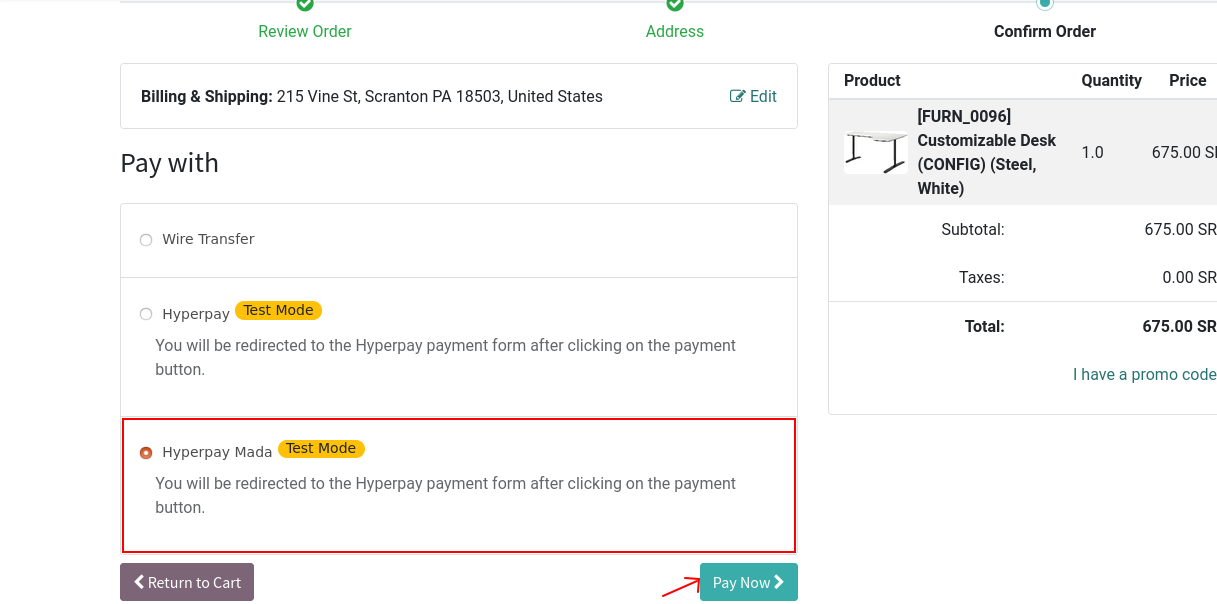 Review Order
Address
Confirm Order
Billing & Shipping: 215 Vine St, Scranton PA 18503, United States
Edit
Pay with
Wire Transfer
Hyperpay Test Mode
You will be redirected to the Hyperpay payment form after clicking on the payment
button.
Hyperpay Mada Test Mode
You will be redirected to the Hyperpay payment form after clicking on the payment
button.
Return to Cart
Pay Now
Product Quantity Price
[FURN_0096]
Customizable Desk
(CONFIG) (Steel,
White)
1.0
675.00 S
Subtotal: 675.00 SR
Taxes: 0.00 SR
Total: 675.00 SR
I have a promo code